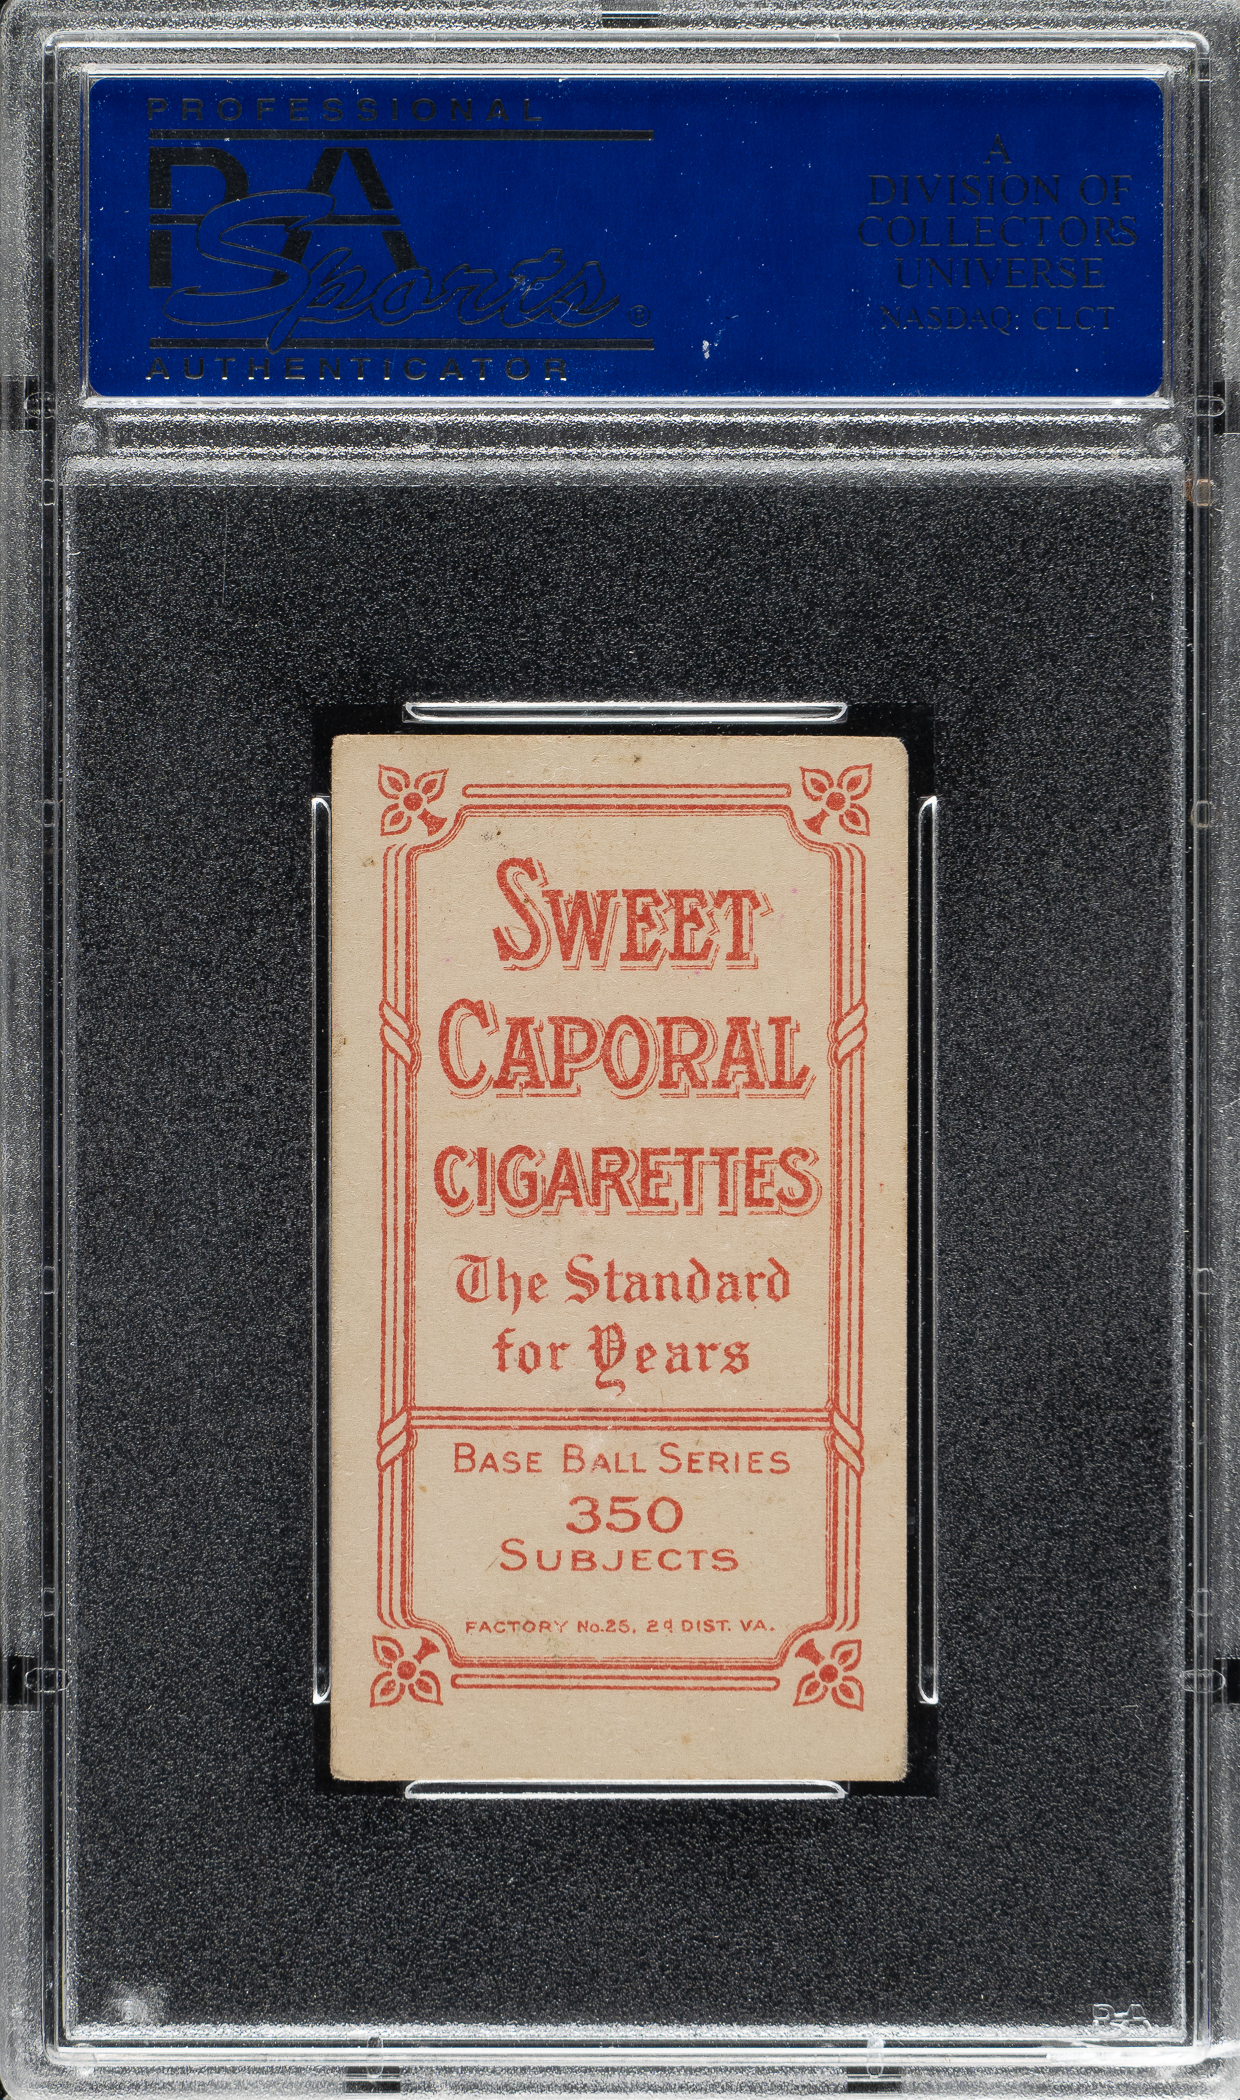 PROFESSIONAL
PSA
Sports®
AUTHENTICATOR
A
DIVISION OF
COLLECTORS
UNIVERSE
NASDAQ: CLCT
SWEET
CAPORAL
CIGARETTES
The Standard
for Years
BASE BALL SERIES
350
SUBJECTS
FACTORY No.25, 2d DIST. VA.
PSA